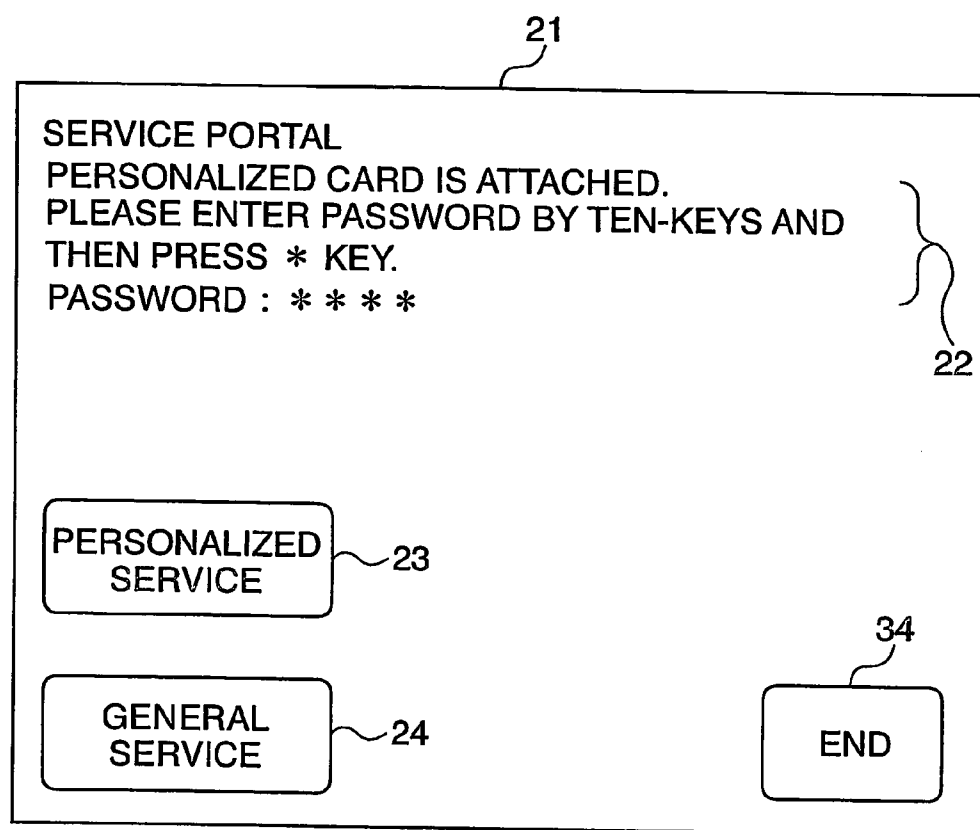 21
SERVICE PORTAL
PERSONALIZED CARD IS ATTACHED.
PLEASE ENTER PASSWORD BY TEN-KEYS AND
THEN PRESS * KEY.
PASSWORD : * * * *
22
PERSONALIZED
SERVICE
23
34
GENERAL
SERVICE
24
END